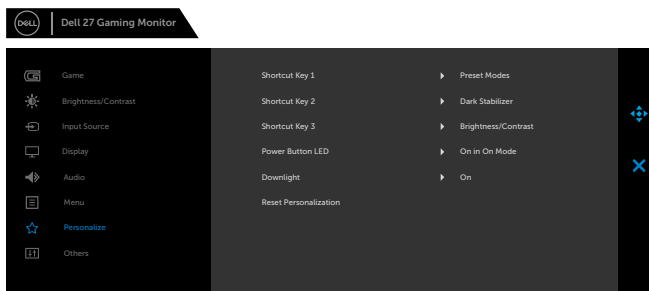 DELL
Dell 27 Gaming Monitor
Game
Shortcut Key 1 Preset Modes
Brightness/Contrast
Shortcut Key 2 Dark Stabilizer
Input Source
Shortcut Key 3 Brightness/Contrast
Display
Power Button LED On in On Mode
Audio
Downlight On
Menu
Reset Personalization
Personalize
Others